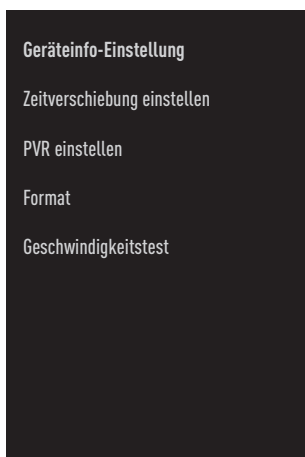 Geräteinfo-Einstellung
Zeitverschiebung einstellen
PVR einstellen
Format
Geschwindigkeitstest